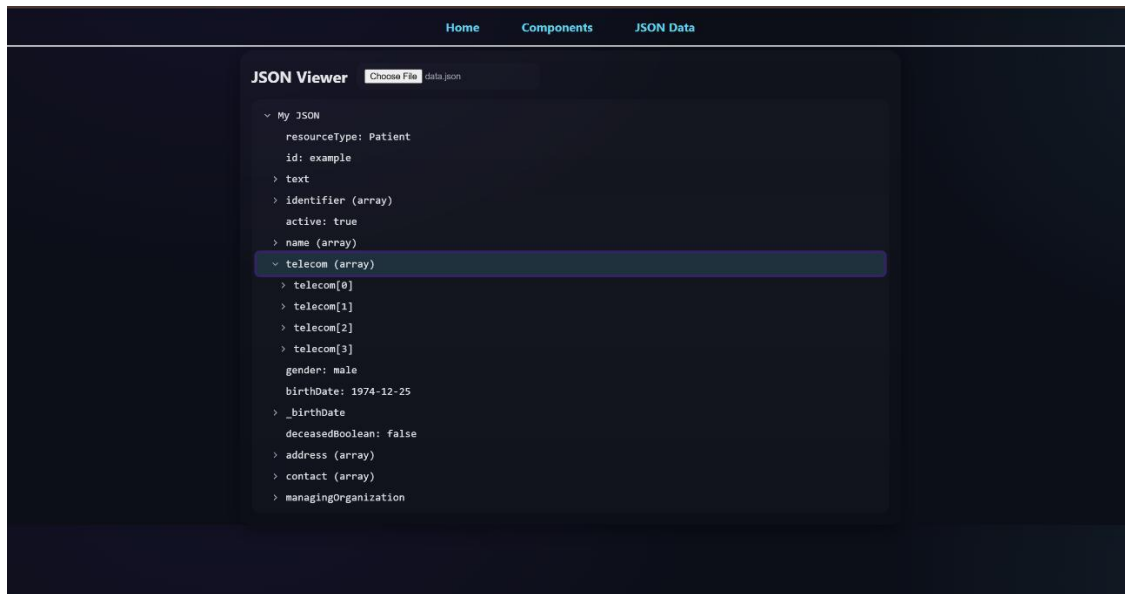 Home Components JSON Data
JSON Viewer Choose File data.json
My JSON
resourceType: Patient
id: example
text
identifier (array)
active: true
name (array)
telecom (array)
telecom[0]
telecom[1]
telecom[2]
telecom[3]
gender: male
birthDate: 1974-12-25
_birthDate
deceasedBoolean: false
address (array)
contact (array)
managingOrganization